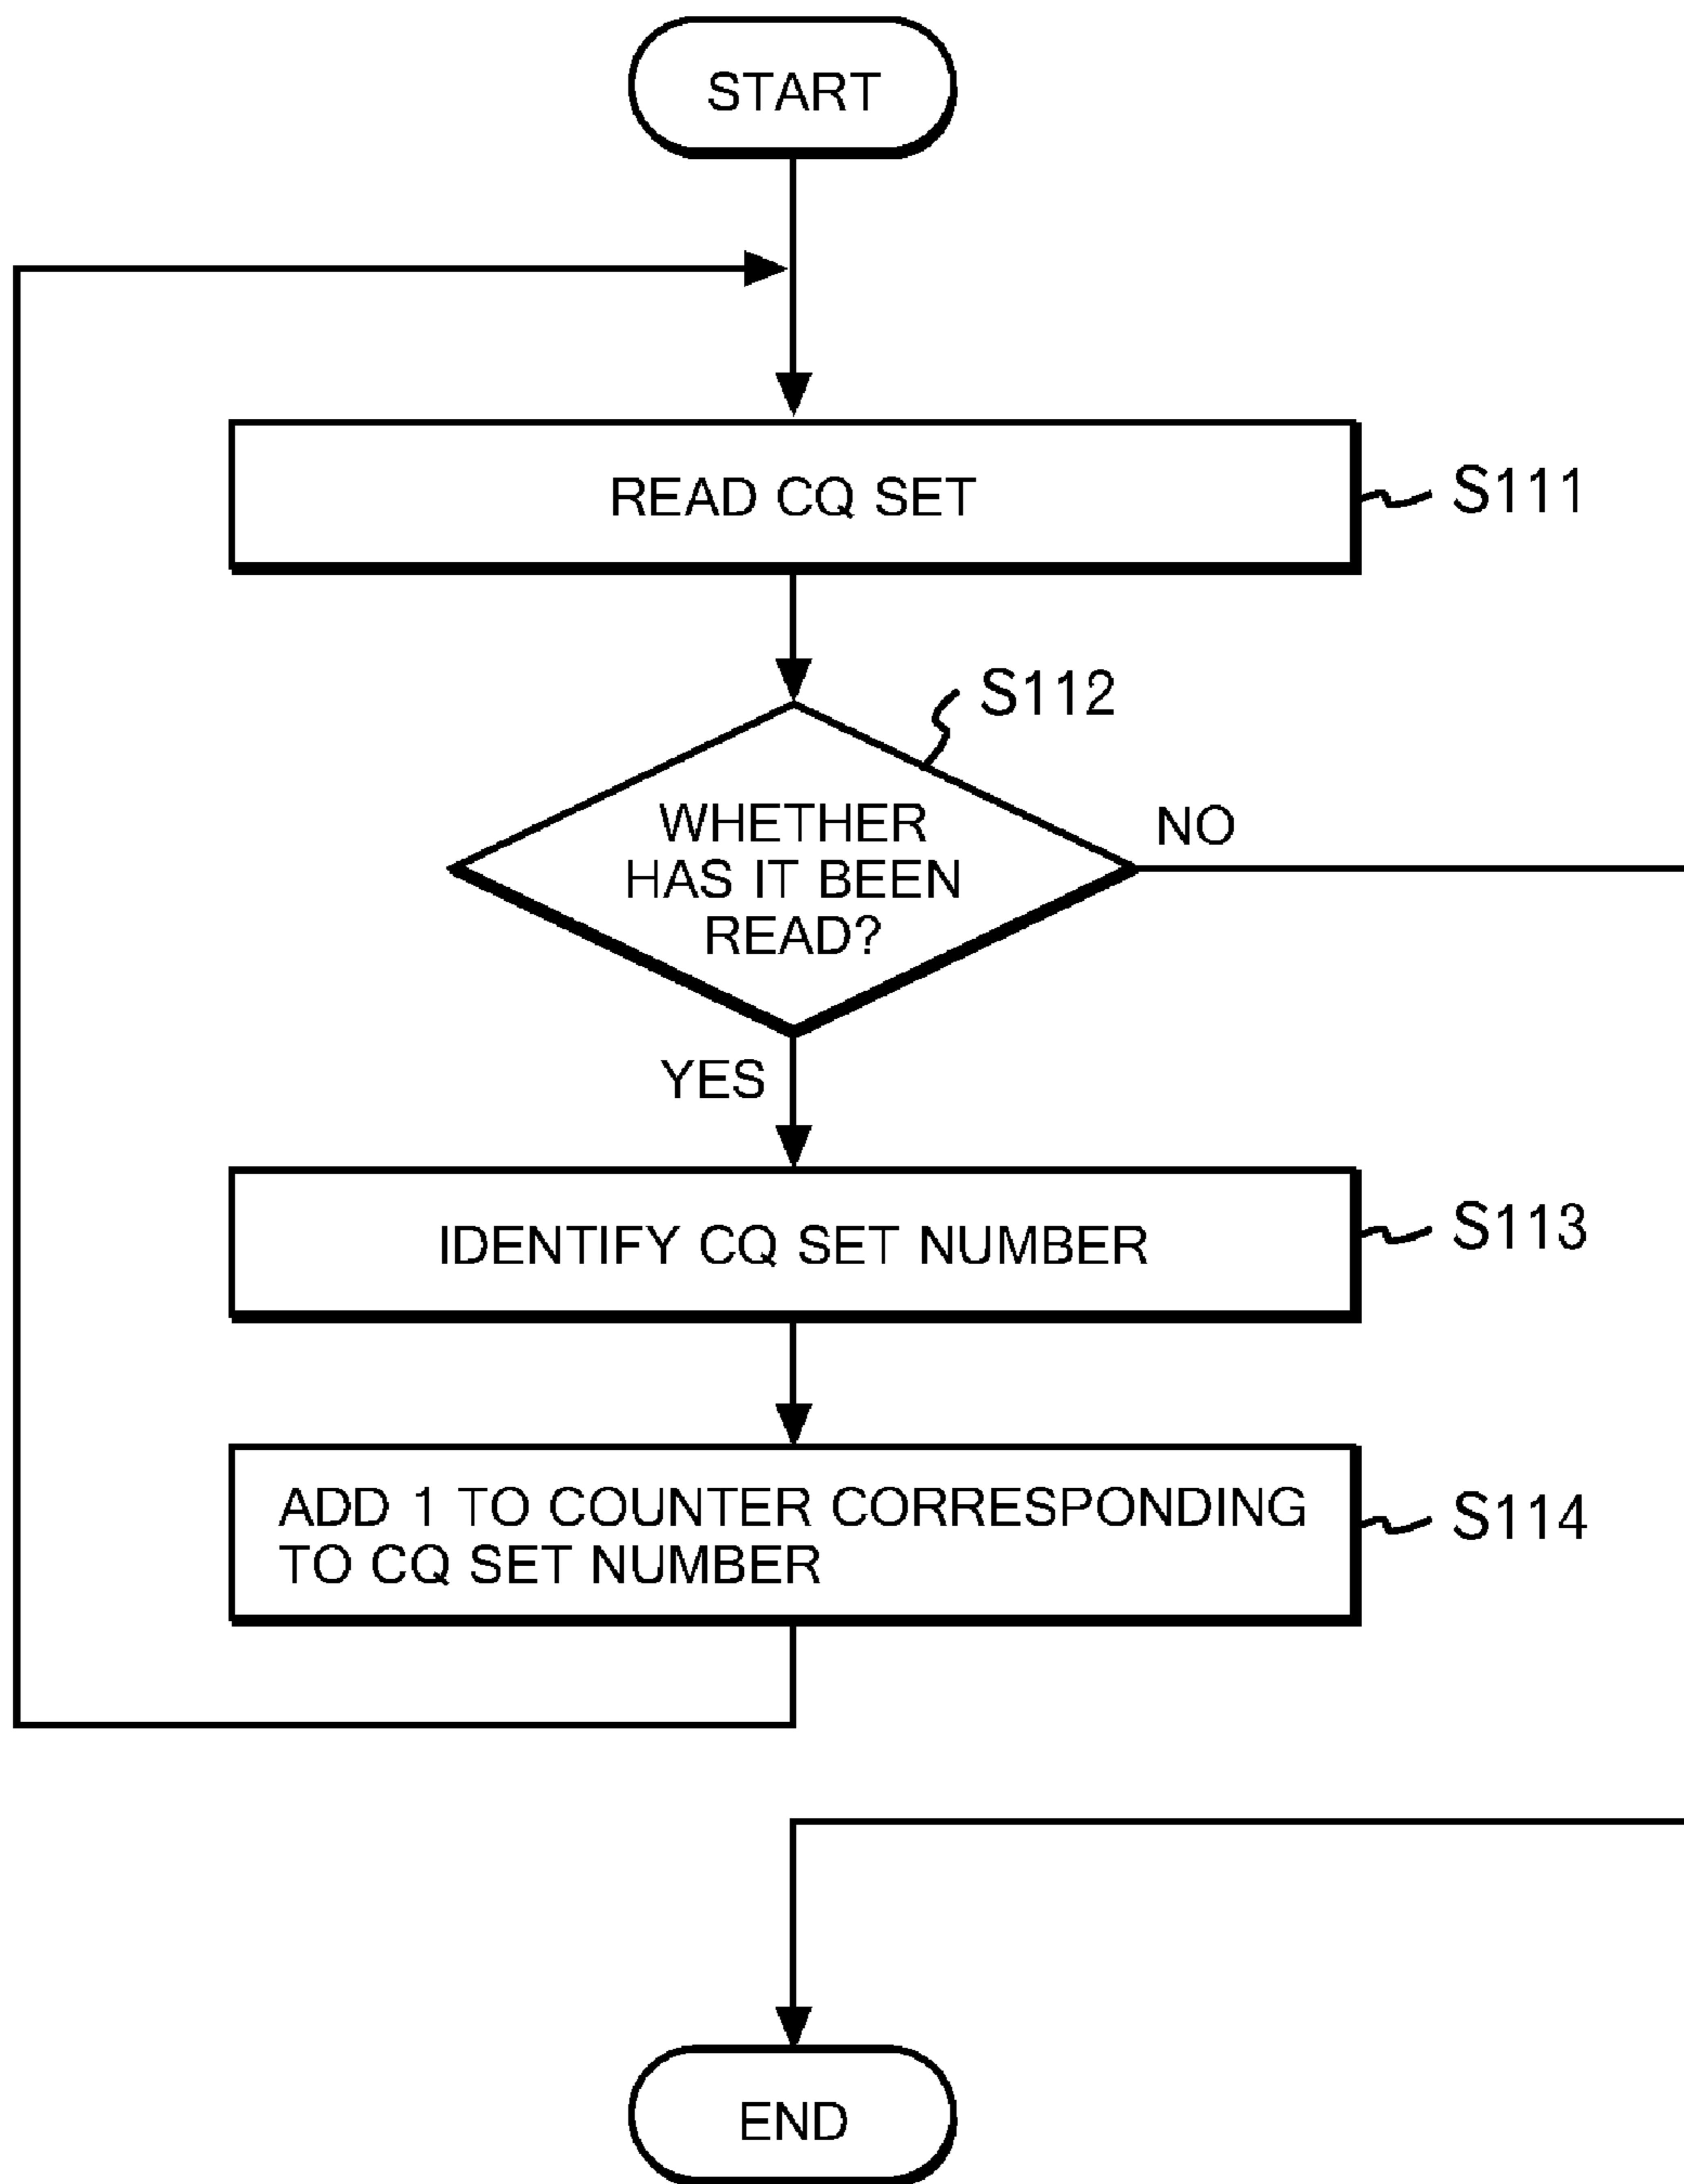 START
READ CQ SET
S111
S112
WHETHER
HAS IT BEEN
READ?
NO
YES
IDENTIFY CQ SET NUMBER
S113
ADD 1 TO COUNTER CORRESPONDING
TO CQ SET NUMBER
S114
END